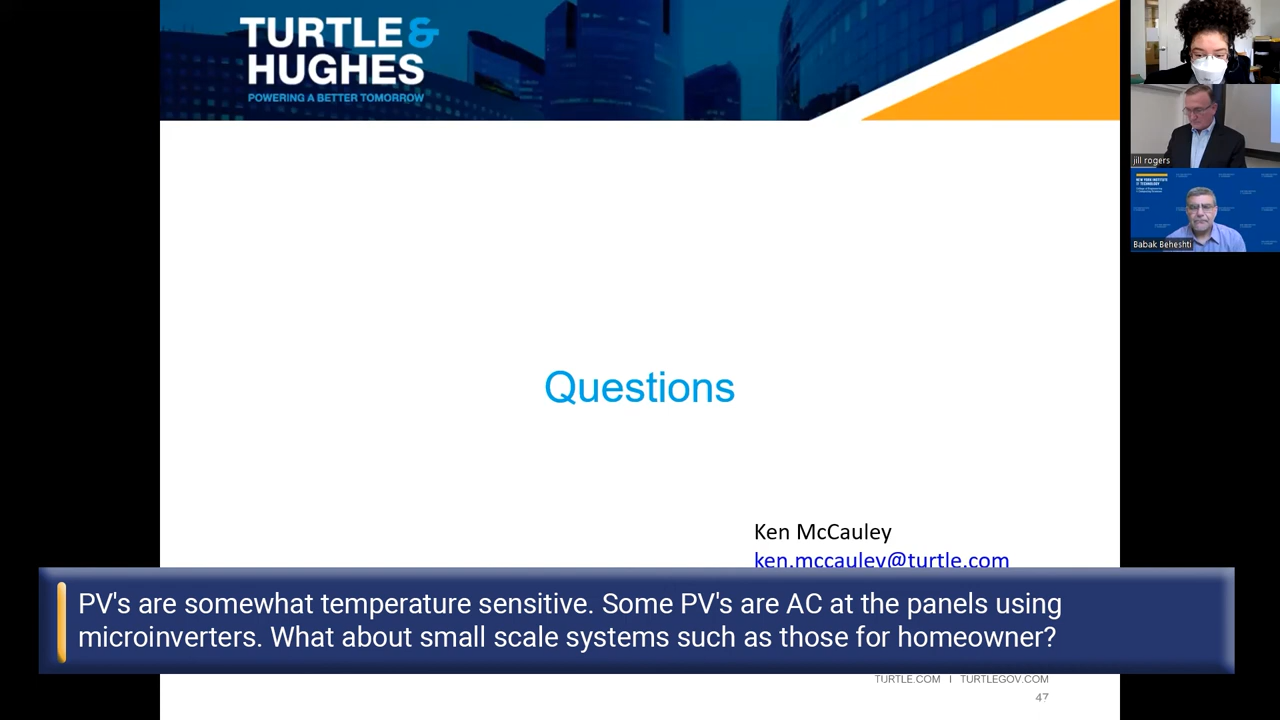 TURTLE&
HUGHES
POWERING A BETTER TOMORROW
jill rogers
NEW YORK INSTITUTE
OF TECHNOLOGY
Babak Beheshti
Questions
Ken McCauley
ken.mccauley@turtle.com
PV's are somewhat temperature sensitive. Some PV's are AC at the panels using
microinverters. What about small scale systems such as those for homeowner?
TURTLE.COM I TURTLEGOV.COM
47